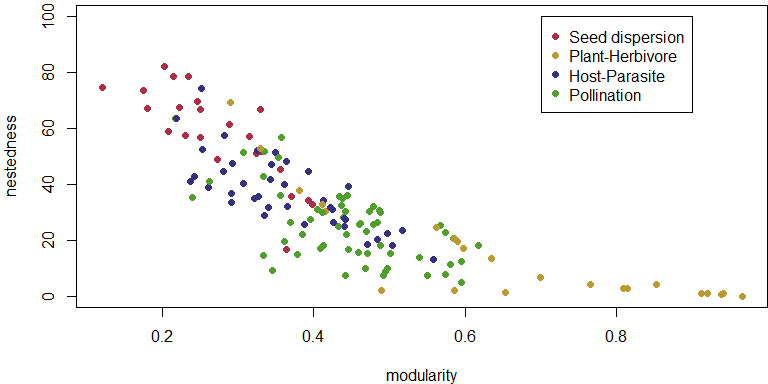 100
80
60
40
20
0
nestedness
Seed dispersion
Plant-Herbivore
Host-Parasite
Pollination
0.2 0.4 0.6 0.8
modularity